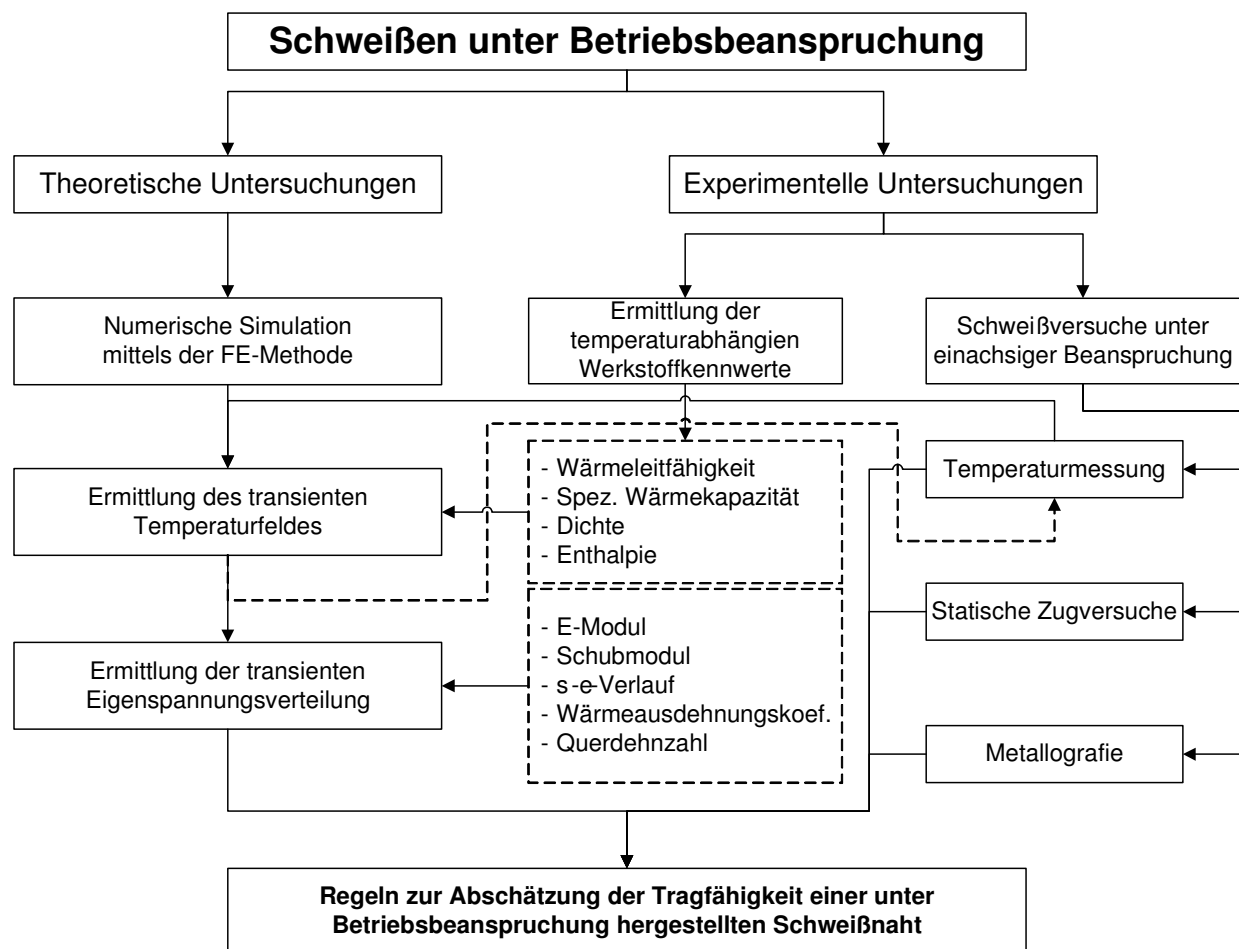 Schweißen unter Betriebsbeanspruchung
Theoretische Untersuchungen
Experimentelle Untersuchungen
Numerische Simulation
mittels der FE-Methode
Ermittlung der
temperaturabhängien
Werkstoffkennwerte
Schweißversuche unter
einachsiger Beanspruchung
Ermittlung des transienten
Temperaturfeldes
- Wärmeleitfähigkeit
- Spez. Wärmekapazität
- Dichte
- Enthalpie
Temperaturmessung
Ermittlung der transienten
Eigenspannungsverteilung
- E-Modul
- Schubmodul
- s-e-Verlauf
- Wärmeausdehnungskoef.
- Querdehnzahl
Statische Zugversuche
Metallografie
Regeln zur Abschätzung der Tragfähigkeit einer unter
Betriebsbeanspruchung hergestellten Schweißnaht